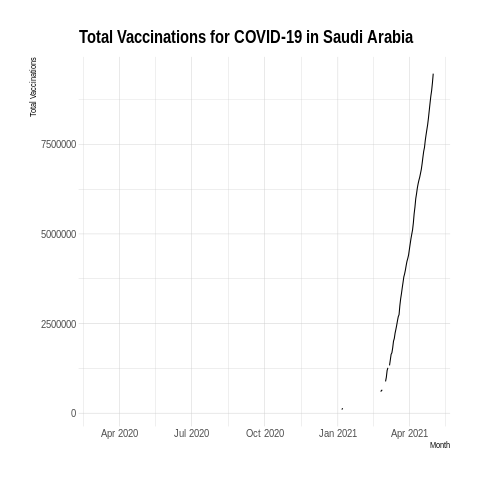 Total Vaccinations for COVID-19 in Saudi Arabia
Total Vaccinations
7500000
5000000
2500000
0
Apr 2020 Jul 2020 Oct 2020 Jan 2021 Apr 2021
Month